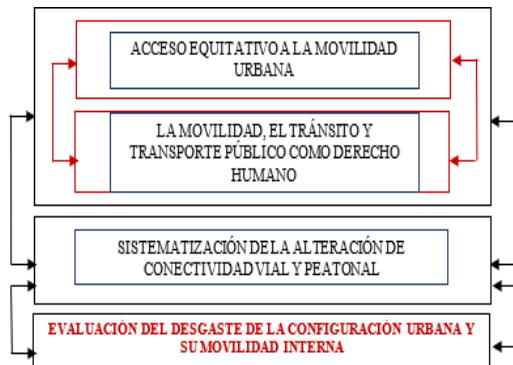 ACCESO EQUITATIVO A LA MOVILIDAD
URBANA
LA MOVILIDAD, EL TRÁNSITO Y
TRANSPORTE PÚBLICO COMO DERECHO
HUMANO
SISTEMATIZACIÓN DE LA ALTERACIÓN DE
CONECTIVIDAD VIAL Y PEATONAL
EVALUACIÓN DEL DESGASTE DE LA CONFIGURACIÓN URBANA Y
SU MOVILIDAD INTERNA